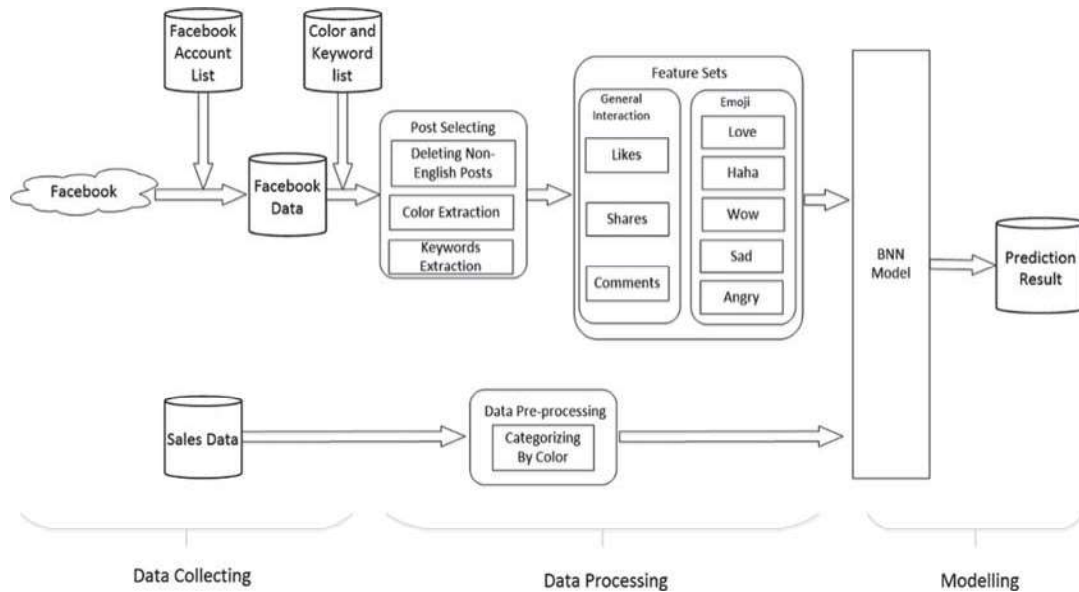 Facebook
Account
List
Color and
Keyword
list
Facebook
Facebook
Data
Post Selecting
Deleting Non-
English Posts
Color Extraction
Keywords
Extraction
Feature Sets
General
Interaction
Likes
Shares
Comments
Emoji
Love
Haha
Wow
Sad
Angry
BNN
Model
Prediction
Result
Sales Data
Data Pre-processing
Categorizing
By Color
Data Collecting
Data Processing
Modelling